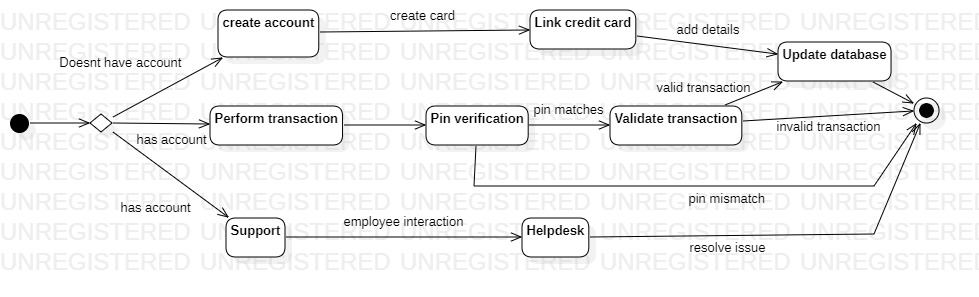 create account
create card
Link credit card
add details
Update database
Doesnt have account
valid transaction
Perform transaction
Pin verification
pin matches
Validate transaction
invalid transaction
has account
pin mismatch
has account
Support
employee interaction
Helpdesk
resolve issue
UNREGISTERED UNREGISTERED UNREGISTERED UNREGISTERED UNREGISTERED